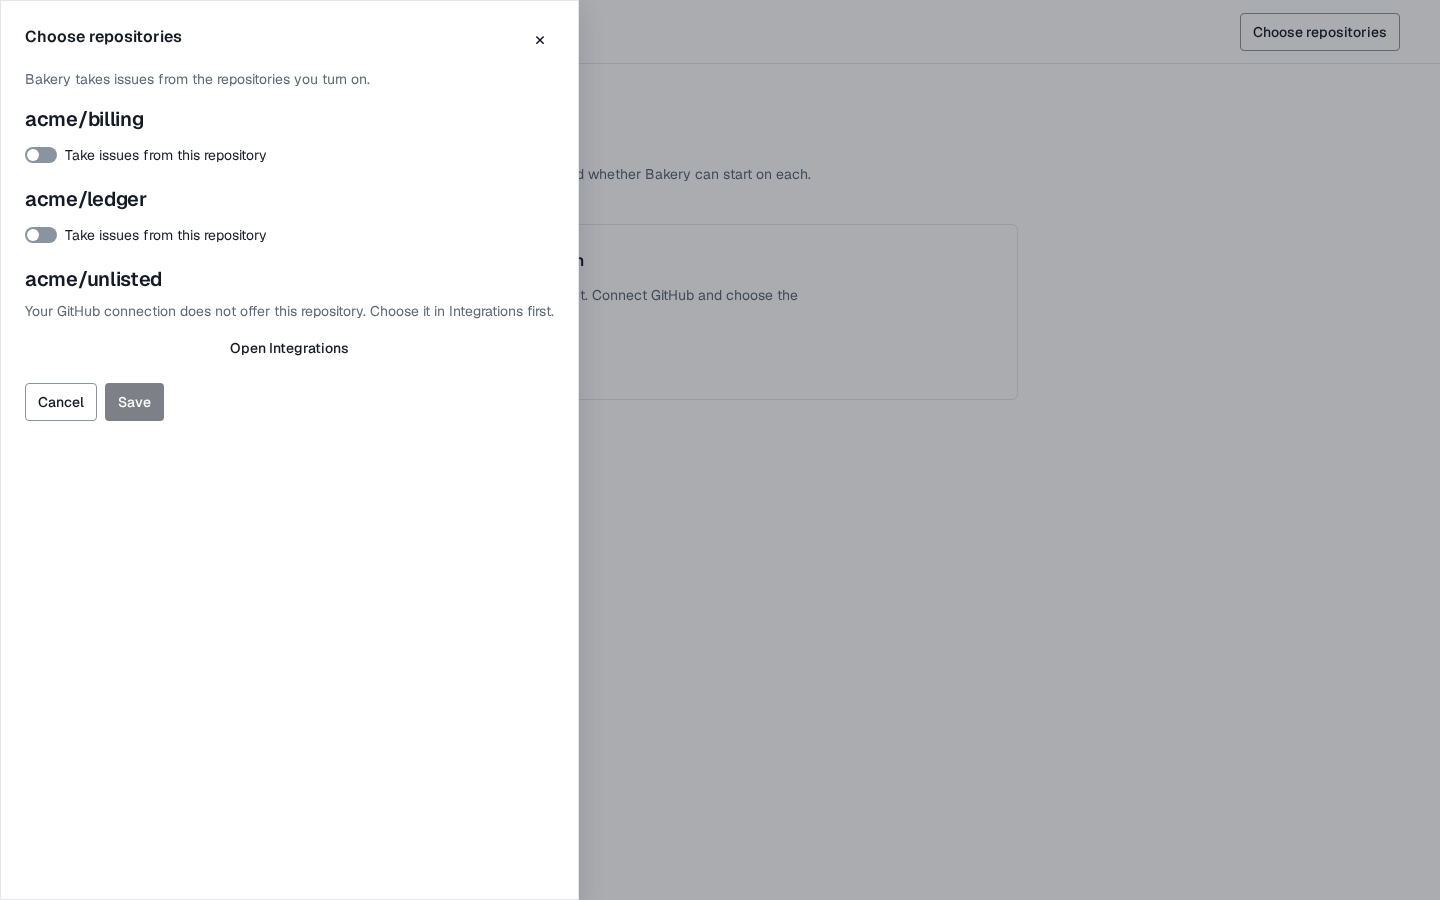 Choose repositories
×
Choose repositories
Bakery takes issues from the repositories you turn on.
acme/billing
Take issues from this repository
d whether Bakery can start on each.
acme/ledger
Take issues from this repository
n
acme/unlisted
t. Connect GitHub and choose the
Your GitHub connection does not offer this repository. Choose it in Integrations first.
Open Integrations
Cancel
Save